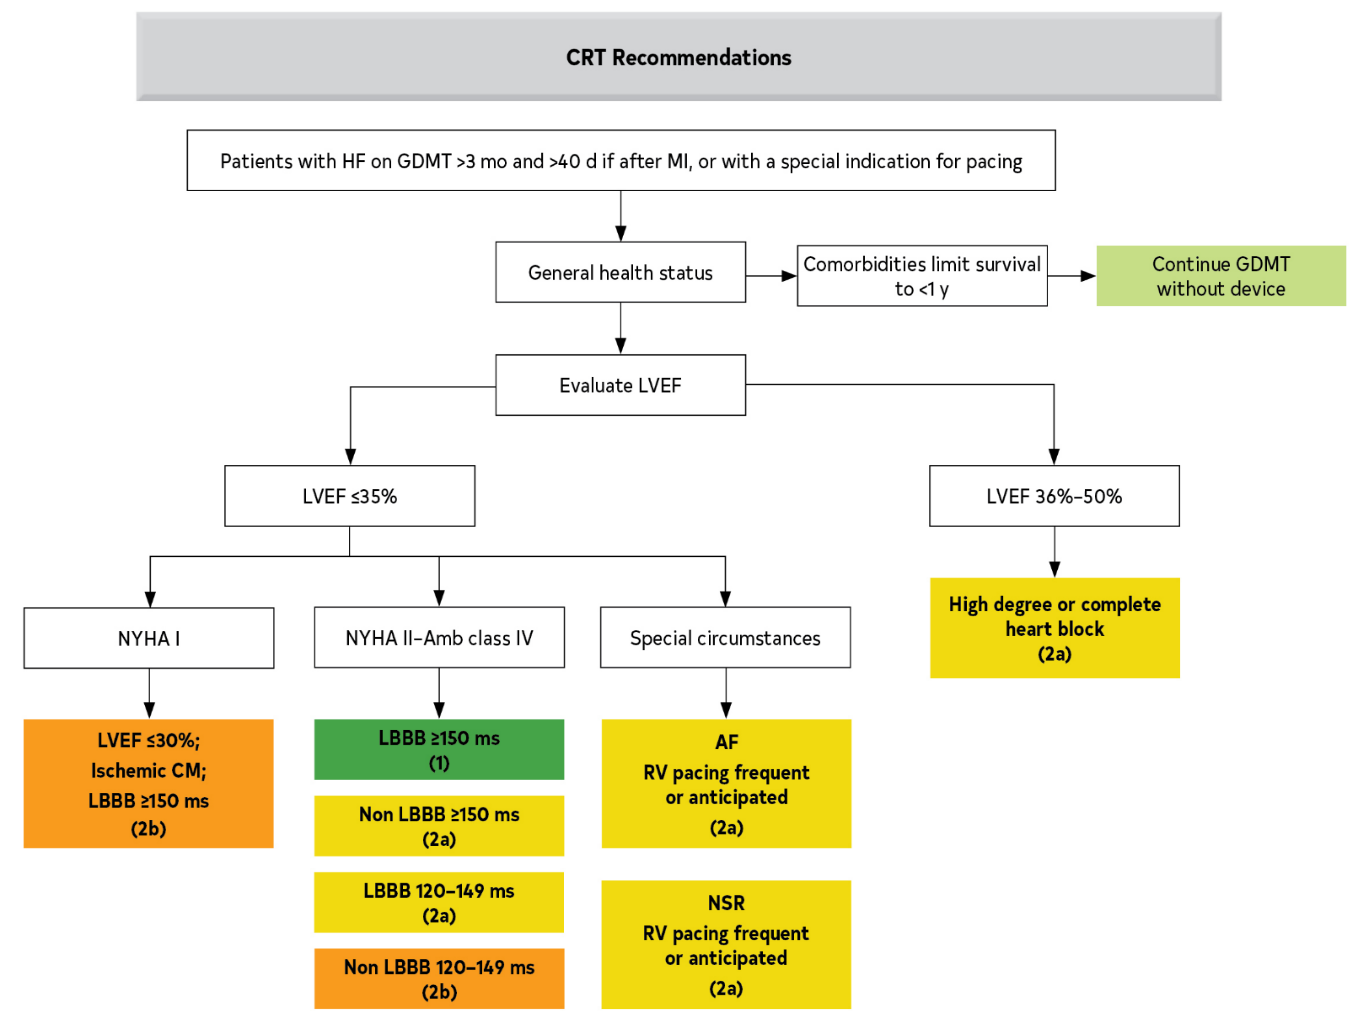 CRT Recommendations
Patients with HF on GDMT >3 mo and >40 d if after MI, or with a special indication for pacing
General health status
Comorbidities limit survival
to <1 y
Continue GDMT
without device
Evaluate LVEF
LVEF ≤35%
LVEF 36%–50%
High degree or complete
heart block
(2a)
NYHA I
NYHA II–Amb class IV
Special circumstances
LVEF ≤30%;
Ischemic CM;
LBBB ≥150 ms
(2b)
LBBB ≥150 ms
(1)
Non LBBB ≥150 ms
(2a)
LBBB 120–149 ms
(2a)
Non LBBB 120–149 ms
(2b)
AF
RV pacing frequent
or anticipated
(2a)
NSR
RV pacing frequent
or anticipated
(2a)